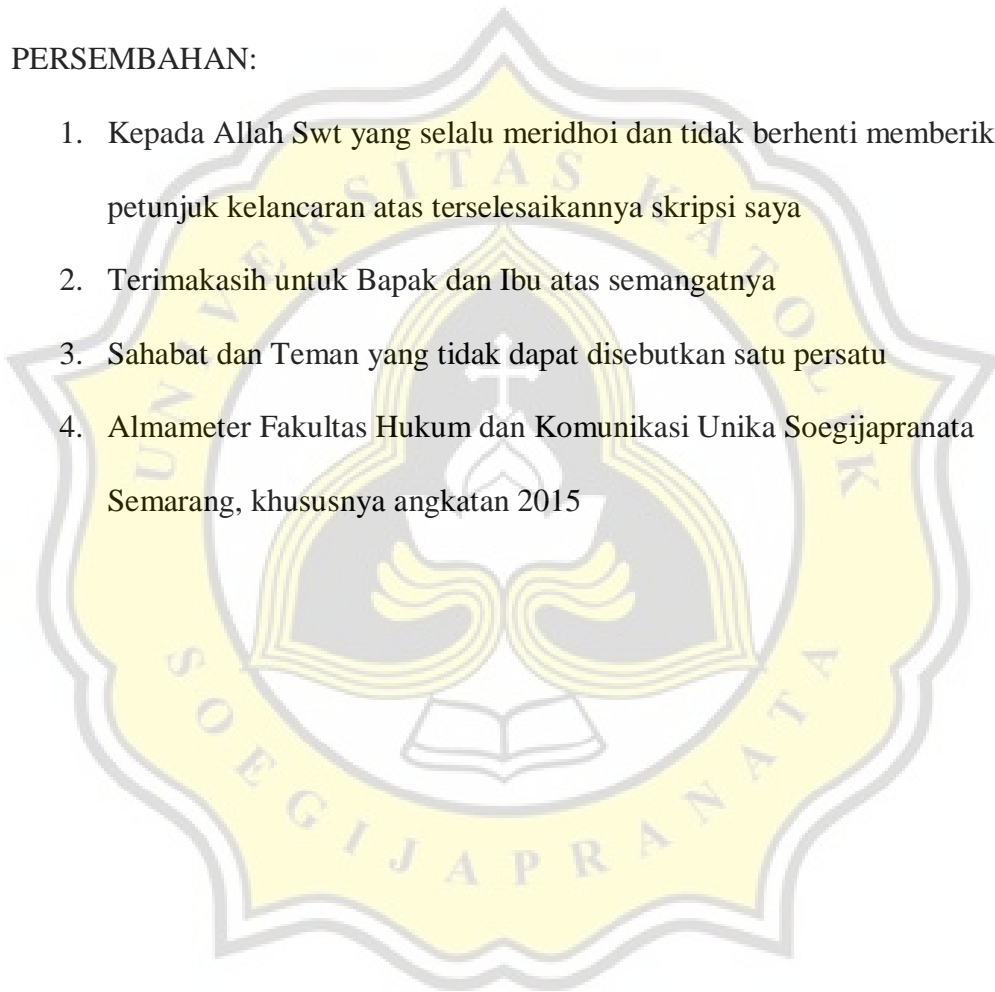 PERSEMBAHAN:
1. Kepada Allah Swt yang selalu meridhoi dan tidak berhenti memberik
petunjuk kelancaran atas terselesaikannya skripsi saya
2. Terimakasih untuk Bapak dan Ibu atas semangatnya
3. Sahabat dan Teman yang tidak dapat disebutkan satu persatu
4. Almameter Fakultas Hukum dan Komunikasi Unika Soegijapranata
Semarang, khususnya angkatan 2015
UNIVERSITAS KATOLIK
SOEGIJAPRANATA